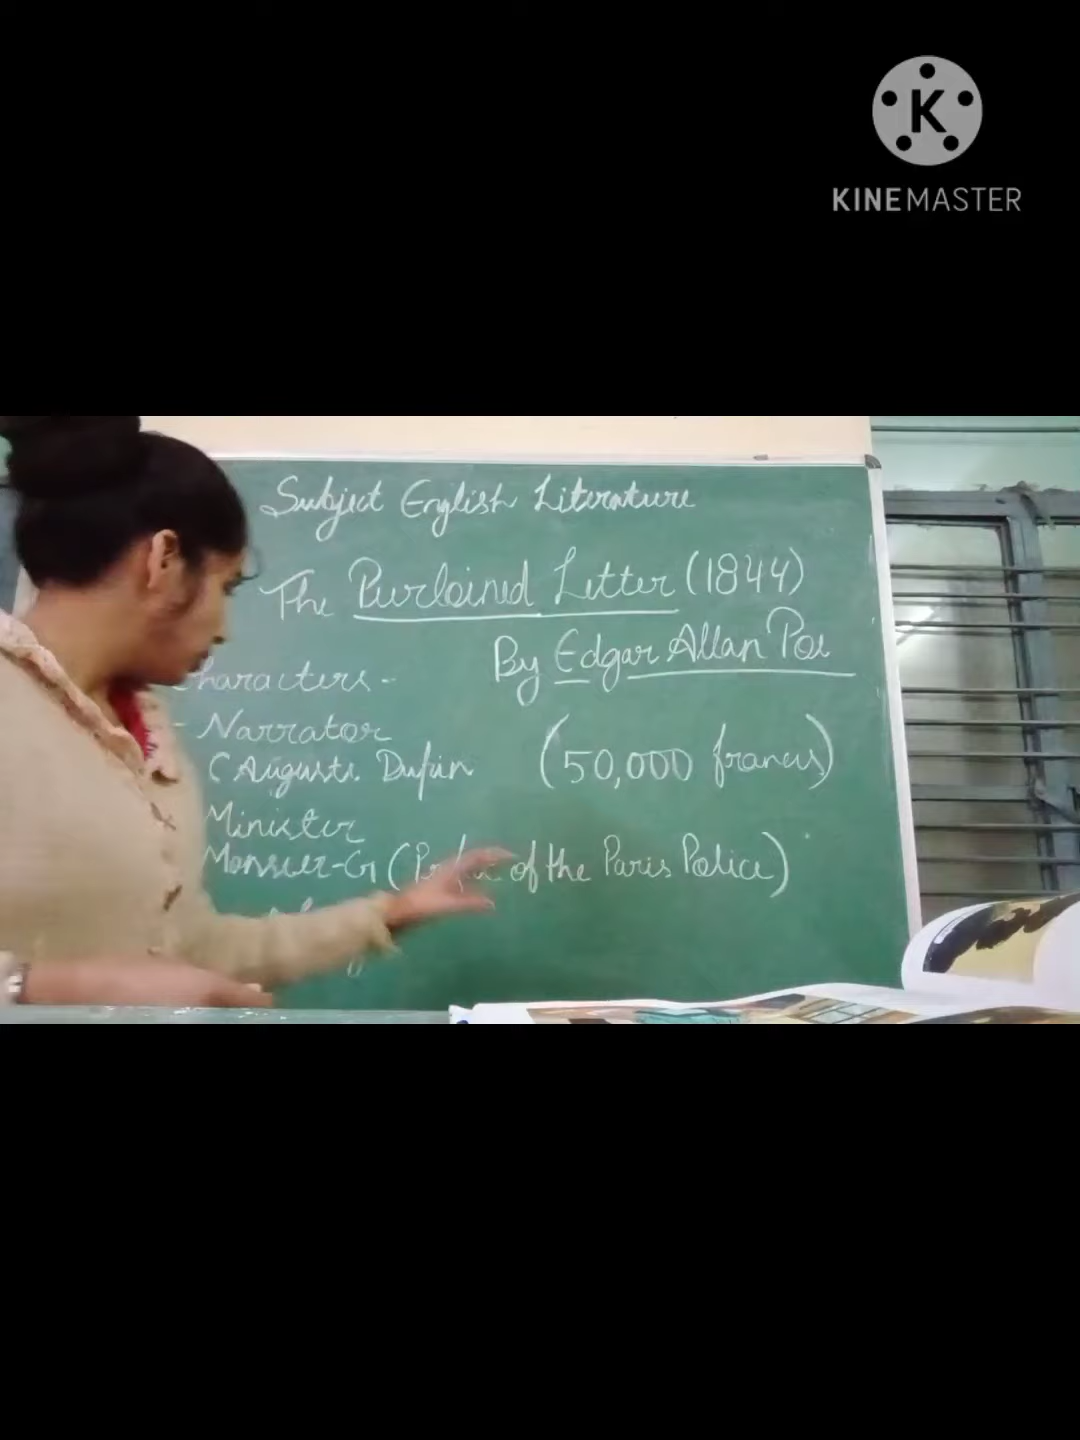 KINEMASTER
Subject English Literature
The Purloined Letter (1844)
By Edgar Allan Poe
Characters -
- Narrator
C Auguste. Dupin (50,000 francs)
Minister
Monsieur-G ( of the Paris Police)